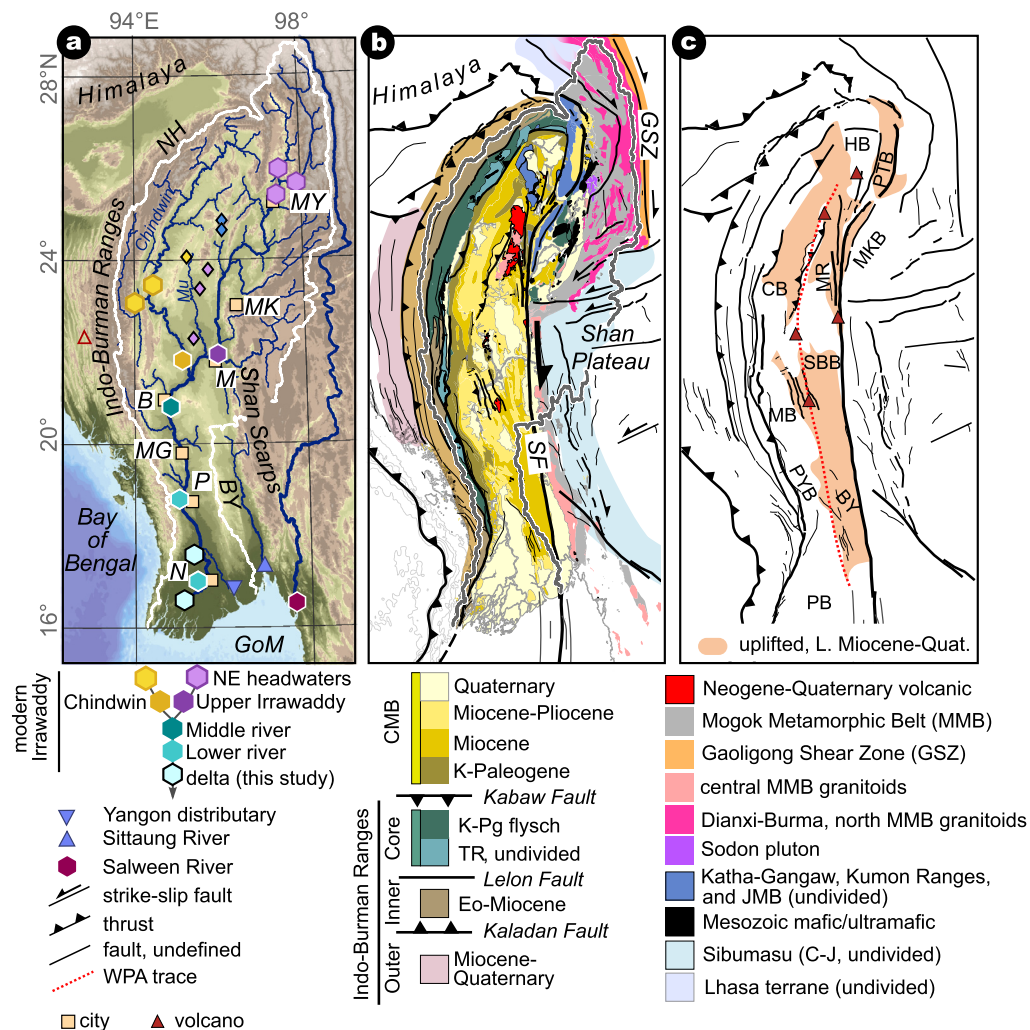 94°E
98°
28°N
24°
20°
16°
a
Himalaya
NH
Chindwin
Indo-Burman Ranges
MY
Mu
MK
M
B
Shan Scarps
MG
P
BY
Bay
of
Bengal
N
GoM
b
Himalaya
GSZ
Shan
Plateau
SF
c
HB
PTB
MKB
MR
CB
SBB
MB
PYB
BY
PB
uplifted, L. Miocene-Quat.
modern
Irrawaddy
NE headwaters
Chindwin
Upper Irrawaddy
Middle river
Lower river
delta (this study)
Yangon distributary
Sittaung River
Salween River
strike-slip fault
thrust
fault, undefined
WPA trace
city
volcano
CMB
Quaternary
Miocene-Pliocene
Miocene
K-Paleogene
Kabaw Fault
Indo-Burman Ranges
Core
K-Pg flysch
TR, undivided
Lelon Fault
Inner
Eo-Miocene
Kaladan Fault
Outer
Miocene-
Quaternary
Neogene-Quaternary volcanic
Mogok Metamorphic Belt (MMB)
Gaoligong Shear Zone (GSZ)
central MMB granitoids
Dianxi-Burma, north MMB granitoids
Sodon pluton
Katha-Gangaw, Kumon Ranges,
and JMB (undivided)
Mesozoic mafic/ultramafic
Sibumasu (C-J, undivided)
Lhasa terrane (undivided)